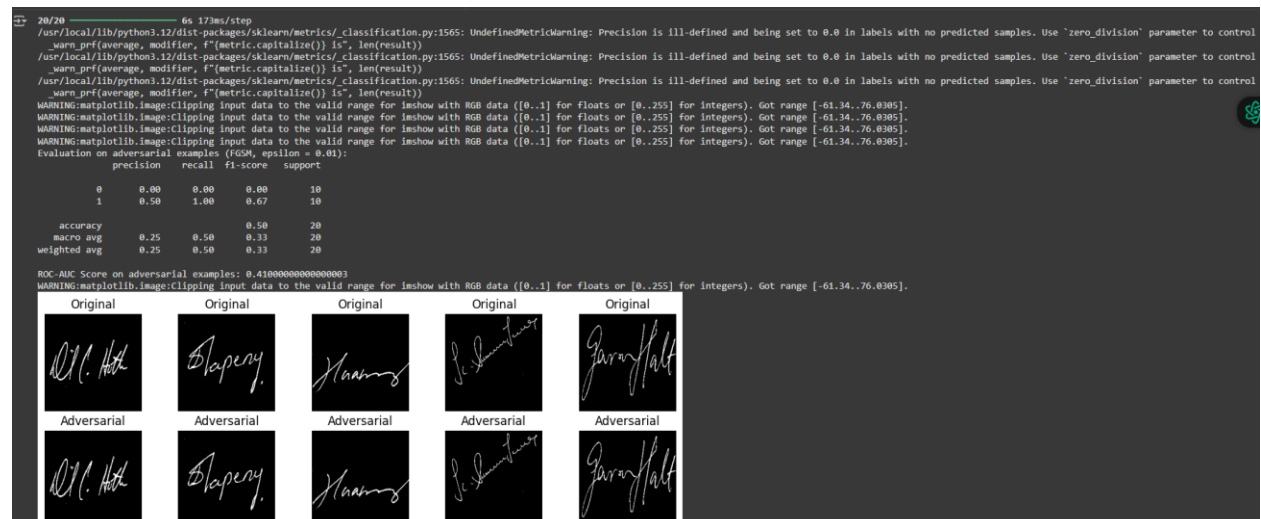 20/20 ━━━━━━━━━━━━━━━━━━━━ 6s 173ms/step
/usr/local/lib/python3.12/dist-packages/sklearn/metrics/_classification.py:1565: UndefinedMetricWarning: Precision is ill-defined and being set to 0.0 in labels with no predicted samples. Use `zero_division` parameter to control
_warn_prf(average, modifier, f"{metric.capitalize()} is", len(result))
/usr/local/lib/python3.12/dist-packages/sklearn/metrics/_classification.py:1565: UndefinedMetricWarning: Precision is ill-defined and being set to 0.0 in labels with no predicted samples. Use `zero_division` parameter to control
_warn_prf(average, modifier, f"{metric.capitalize()} is", len(result))
/usr/local/lib/python3.12/dist-packages/sklearn/metrics/_classification.py:1565: UndefinedMetricWarning: Precision is ill-defined and being set to 0.0 in labels with no predicted samples. Use `zero_division` parameter to control
_warn_prf(average, modifier, f"{metric.capitalize()} is", len(result))
WARNING:matplotlib.image:Clipping input data to the valid range for imshow with RGB data ([0..1] for floats or [0..255] for integers). Got range [-61.34..76.0305].
WARNING:matplotlib.image:Clipping input data to the valid range for imshow with RGB data ([0..1] for floats or [0..255] for integers). Got range [-61.34..76.0305].
WARNING:matplotlib.image:Clipping input data to the valid range for imshow with RGB data ([0..1] for floats or [0..255] for integers). Got range [-61.34..76.0305].
WARNING:matplotlib.image:Clipping input data to the valid range for imshow with RGB data ([0..1] for floats or [0..255] for integers). Got range [-61.34..76.0305].
Evaluation on adversarial examples (FGSM, epsilon = 0.01):
precision recall f1-score support
0 0.00 0.00 0.00 10
1 0.50 1.00 0.67 10
accuracy 0.50 20
macro avg 0.25 0.50 0.33 20
weighted avg 0.25 0.50 0.33 20
ROC-AUC Score on adversarial examples: 0.41000000000000003
WARNING:matplotlib.image:Clipping input data to the valid range for imshow with RGB data ([0..1] for floats or [0..255] for integers). Got range [-61.34..76.0305].
Original Original Original Original Original
Adversarial Adversarial Adversarial Adversarial Adversarial